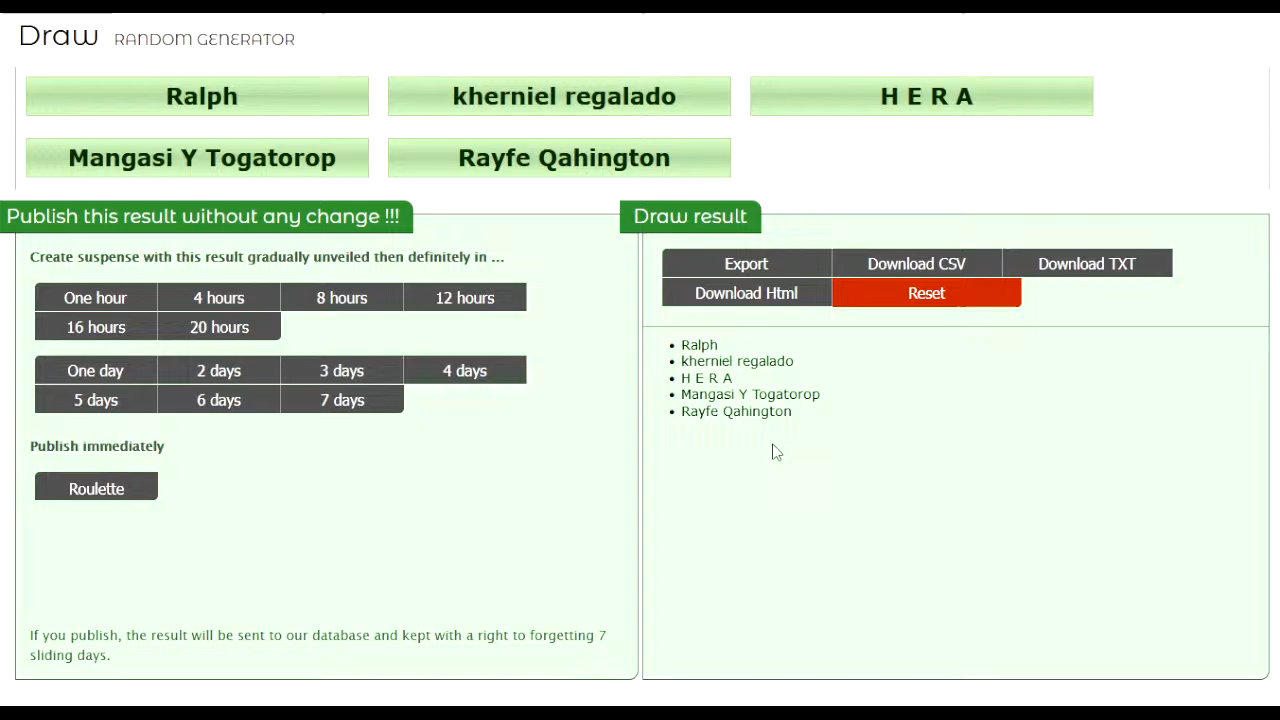 Draw RANDOM GENERATOR
Ralph kherniel regalado H E R A
Mangasi Y Togatorop Rayfe Qahington
Publish this result without any change !!!
Create suspense with this result gradually unveiled then definitely in ...
One hour 4 hours 8 hours 12 hours
16 hours 20 hours
One day 2 days 3 days 4 days
5 days 6 days 7 days
Publish immediately
Roulette
If you publish, the result will be sent to our database and kept with a right to forgetting 7
sliding days.
Draw result
Export Download CSV Download TXT
Download Html Reset
Ralph
kherniel regalado
H E R A
Mangasi Y Togatorop
Rayfe Qahington